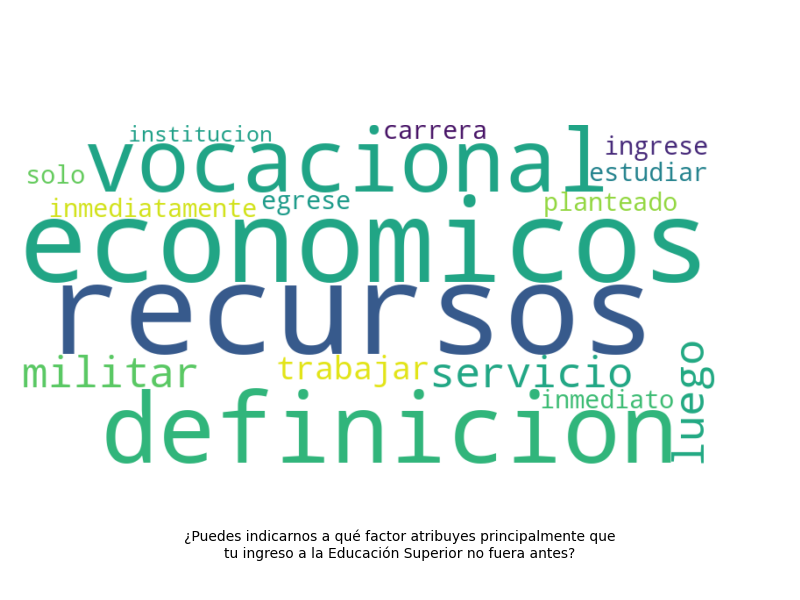 institucion
carrera
vocacional
ingrese
solo
estudiar
inmediatamente
egrese
planteado
economicos
recursos
militar
trabajar
servicio
luego
inmediato
definicion
¿Puedes indicarnos a qué factor atribuyes principalmente que
tu ingreso a la Educación Superior no fuera antes?